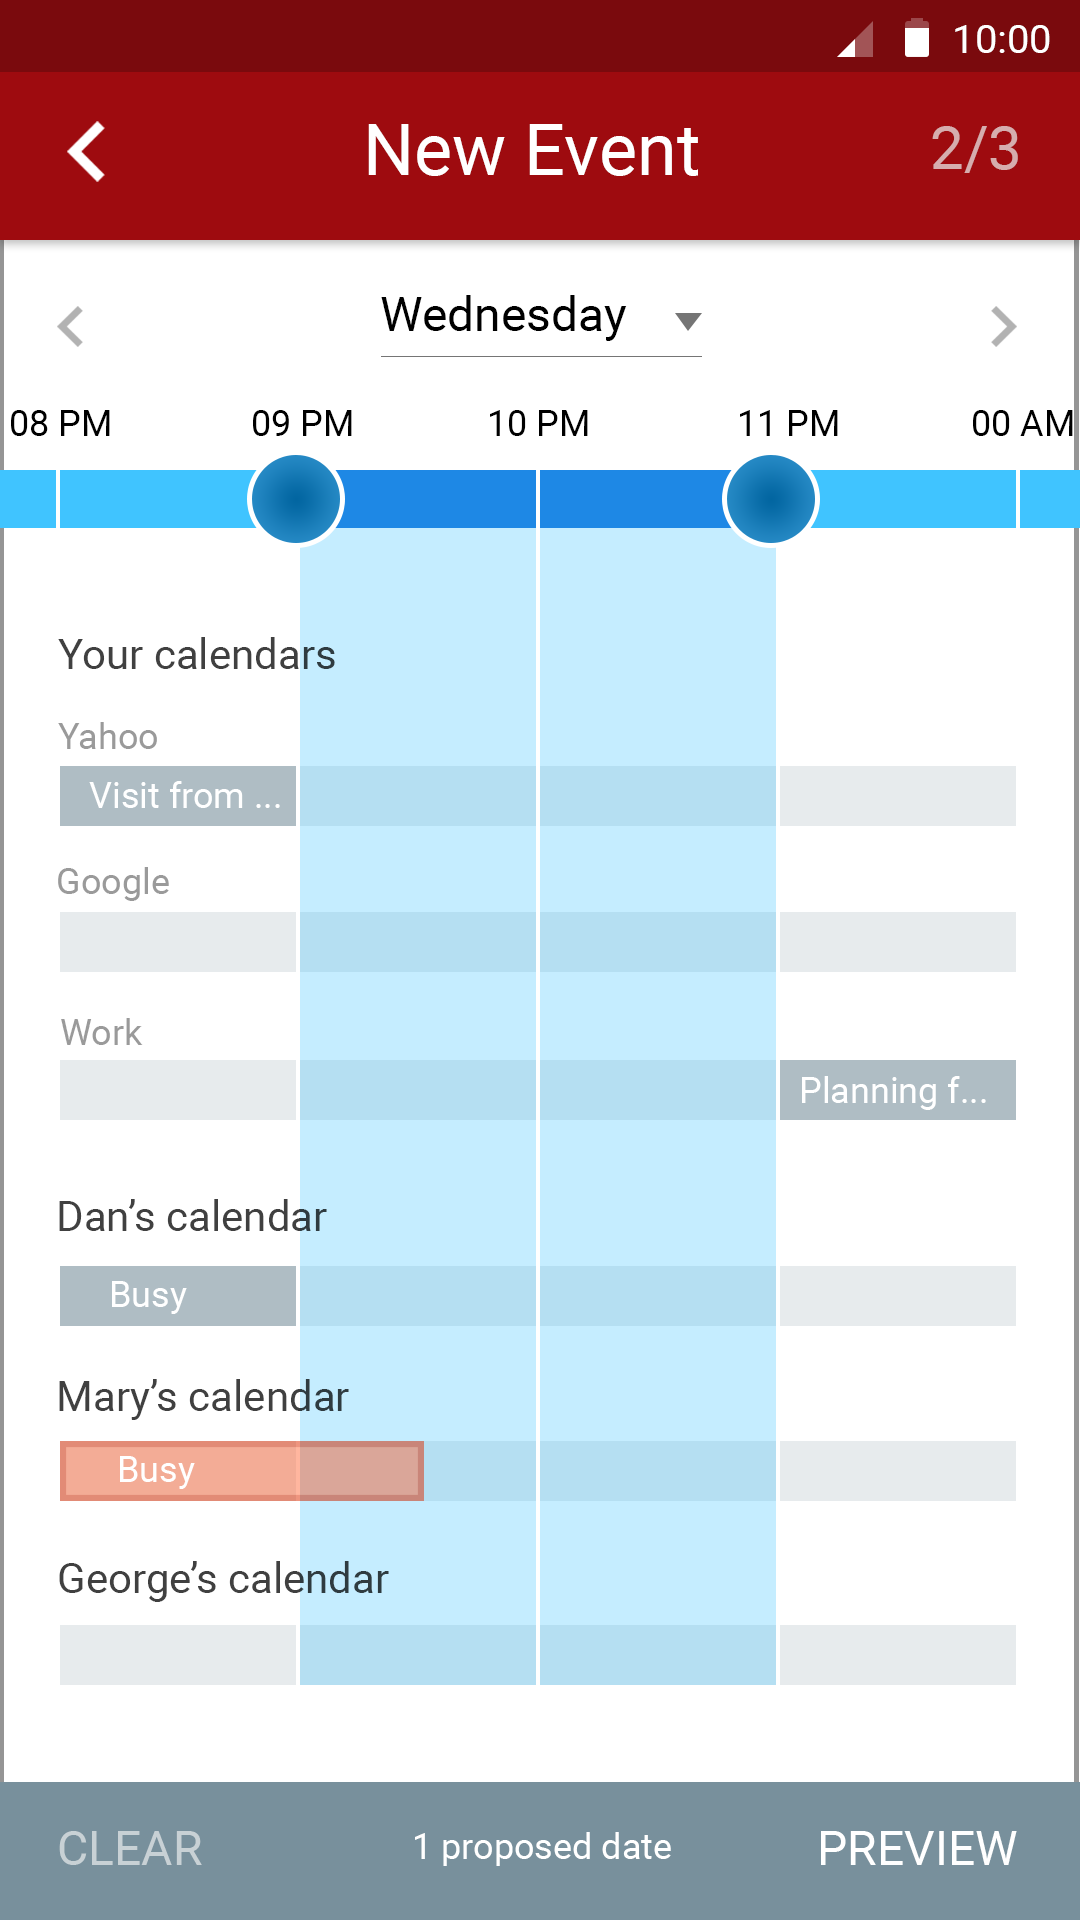 10:00
New Event
2/3
Wednesday
08 PM 09 PM 10 PM 11 PM 00 AM
Your calendars
Yahoo
Visit from ...
Google
Work
Planning f...
Dan’s calendar
Busy
Mary’s calendar
Busy
George’s calendar
CLEAR 1 proposed date PREVIEW